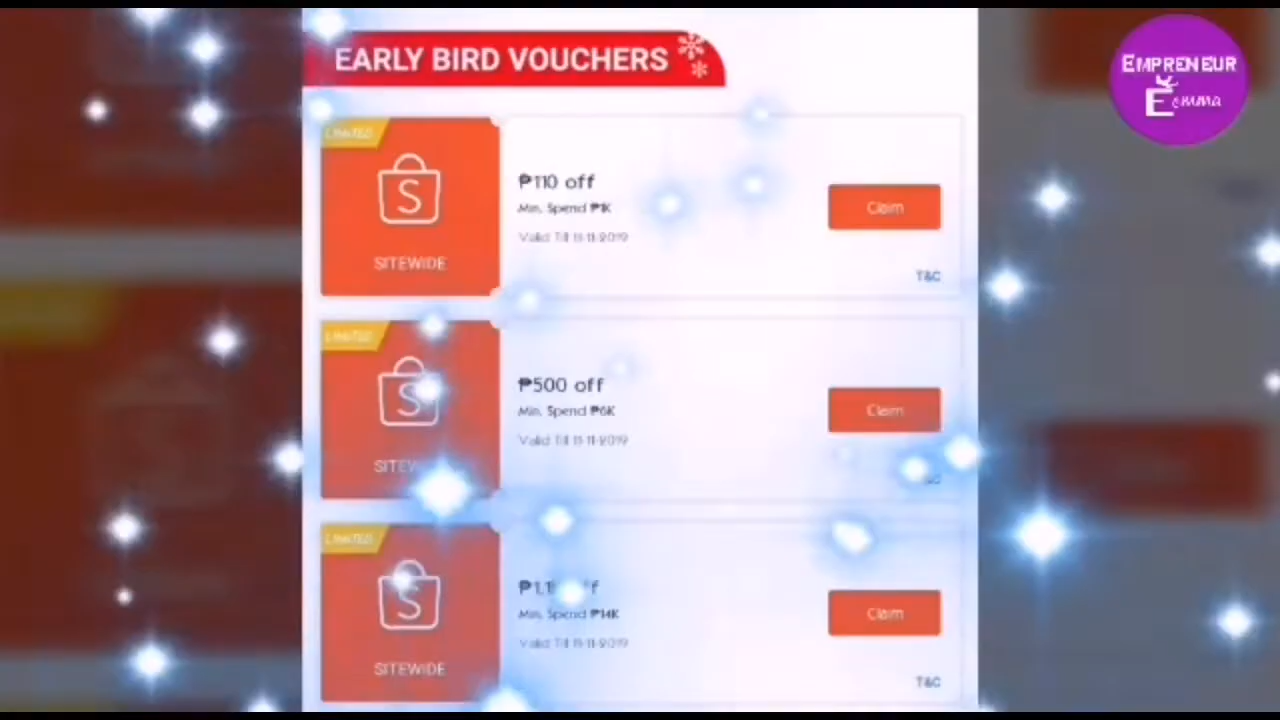 EARLY BIRD VOUCHERS
EMPRENEUR
Emma
LIMITED
S
SITEWIDE
₱110 off
Min. Spend ₱1K
Valid Till 11-11-2019
Claim
T&C
LIMITED
S
₱500 off
Min. Spend ₱6K
Valid Till 11-11-2019
Claim
LIMITED
S
SITEWIDE
off
Min. Spend ₱14K
Valid Till 11-11-2019
Claim
T&C